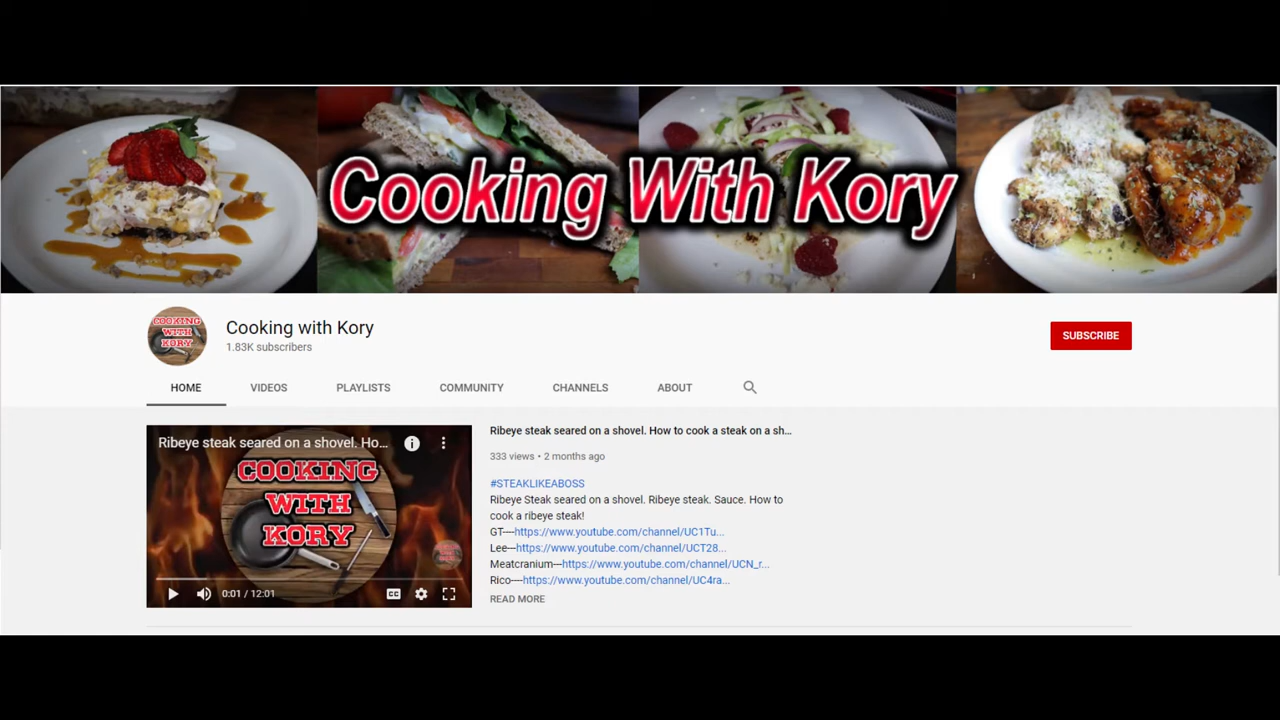 Cooking With Kory
COOKING
WITH
KORY
Cooking with Kory
1.83K subscribers
SUBSCRIBE
HOME
VIDEOS
PLAYLISTS
COMMUNITY
CHANNELS
ABOUT
Ribeye steak seared on a shovel. Ho...
COOKING
WITH
KORY
0:01 / 12:01
CC
Ribeye steak seared on a shovel. How to cook a steak on a sh...
333 views • 2 months ago
#STEAKLIKEABOSS
Ribeye Steak seared on a shovel. Ribeye steak. Sauce. How to
cook a ribeye steak!
GT----https://www.youtube.com/channel/UC1Tu...
Lee---https://www.youtube.com/channel/UCT28...
Meatcranium---https://www.youtube.com/channel/UCN_r...
Rico----https://www.youtube.com/channel/UC4ra...
READ MORE